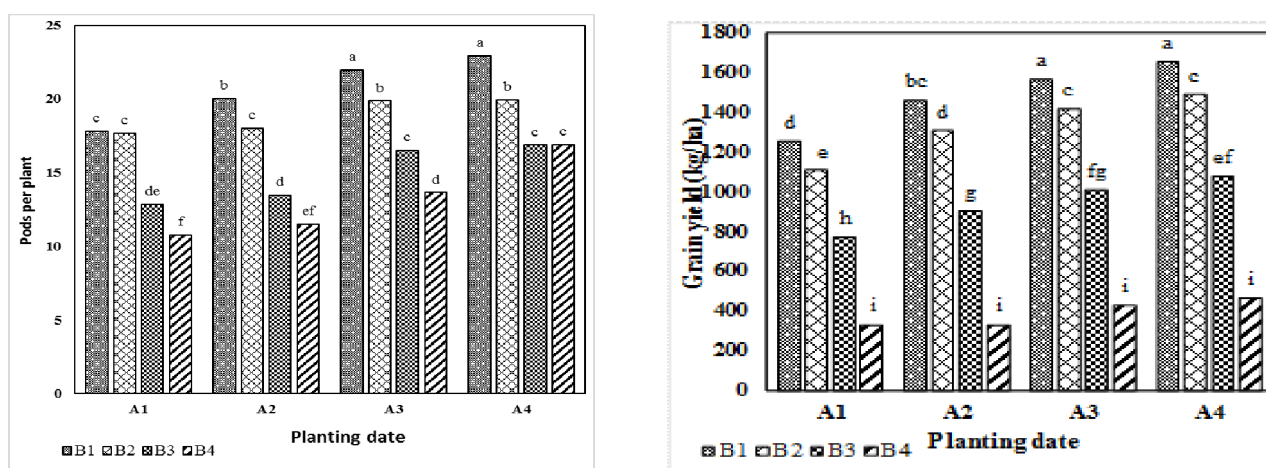 25
20
15
10
5
0
Pods per plant
c c de f
b c d ef
a b c d
a b c c
A1 A2 A3 A4
Planting date
B1 B2 B3 B4
1800
1600
1400
1200
1000
800
600
400
200
0
Grain yield (kg/ha)
d e h i
bc d g i
a c fg i
a c ef i
A1 A2 A3 A4
Planting date
B1 B2 B3 B4